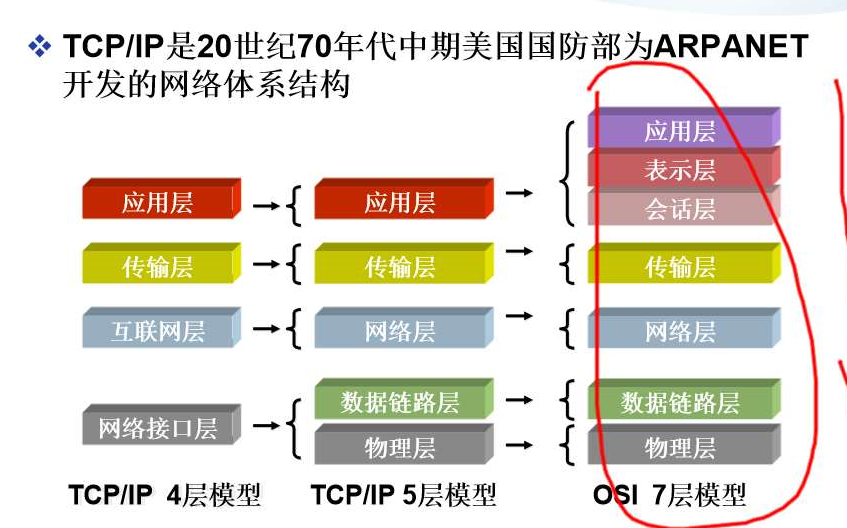 TCP/IP是20世纪70年代中期美国国防部为ARPANET
开发的网络体系结构
应用层
表示层
应用层 应用层 会话层
传输层 传输层 传输层
互联网层 网络层 网络层
数据链路层 数据链路层
网络接口层
物理层 物理层
TCP/IP 4层模型 TCP/IP 5层模型 OSI 7层模型